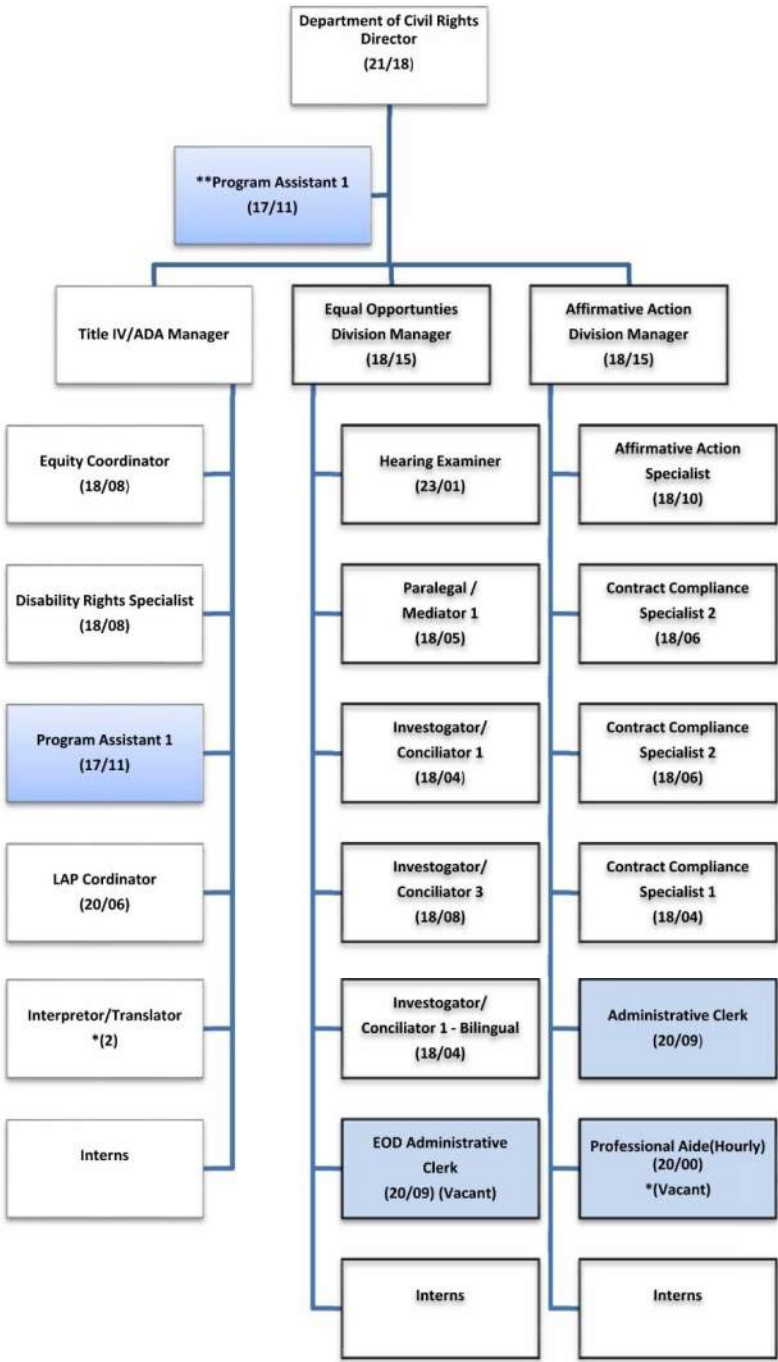 Department of Civil Rights
Director
(21/18)
**Program Assistant 1
(17/11)
Title IV/ADA Manager
Equal Opportunties
Division Manager
(18/15)
Affirmative Action
Division Manager
(18/15)
Equity Coordinator
(18/08)
Hearing Examiner
(23/01)
Affirmative Action
Specialist
(18/10)
Disability Rights Specialist
(18/08)
Paralegal /
Mediator 1
(18/05)
Contract Compliance
Specialist 2
(18/06
Program Assistant 1
(17/11)
Investogator/
Conciliator 1
(18/04)
Contract Compliance
Specialist 2
(18/06)
LAP Cordinator
(20/06)
Investogator/
Conciliator 3
(18/08)
Contract Compliance
Specialist 1
(18/04)
Interpretor/Translator
*(2)
Investogator/
Conciliator 1 - Bilingual
(18/04)
Administrative Clerk
(20/09)
Interns
EOD Administrative
Clerk
(20/09) (Vacant)
Professional Aide(Hourly)
(20/00)
*(Vacant)
Interns
Interns